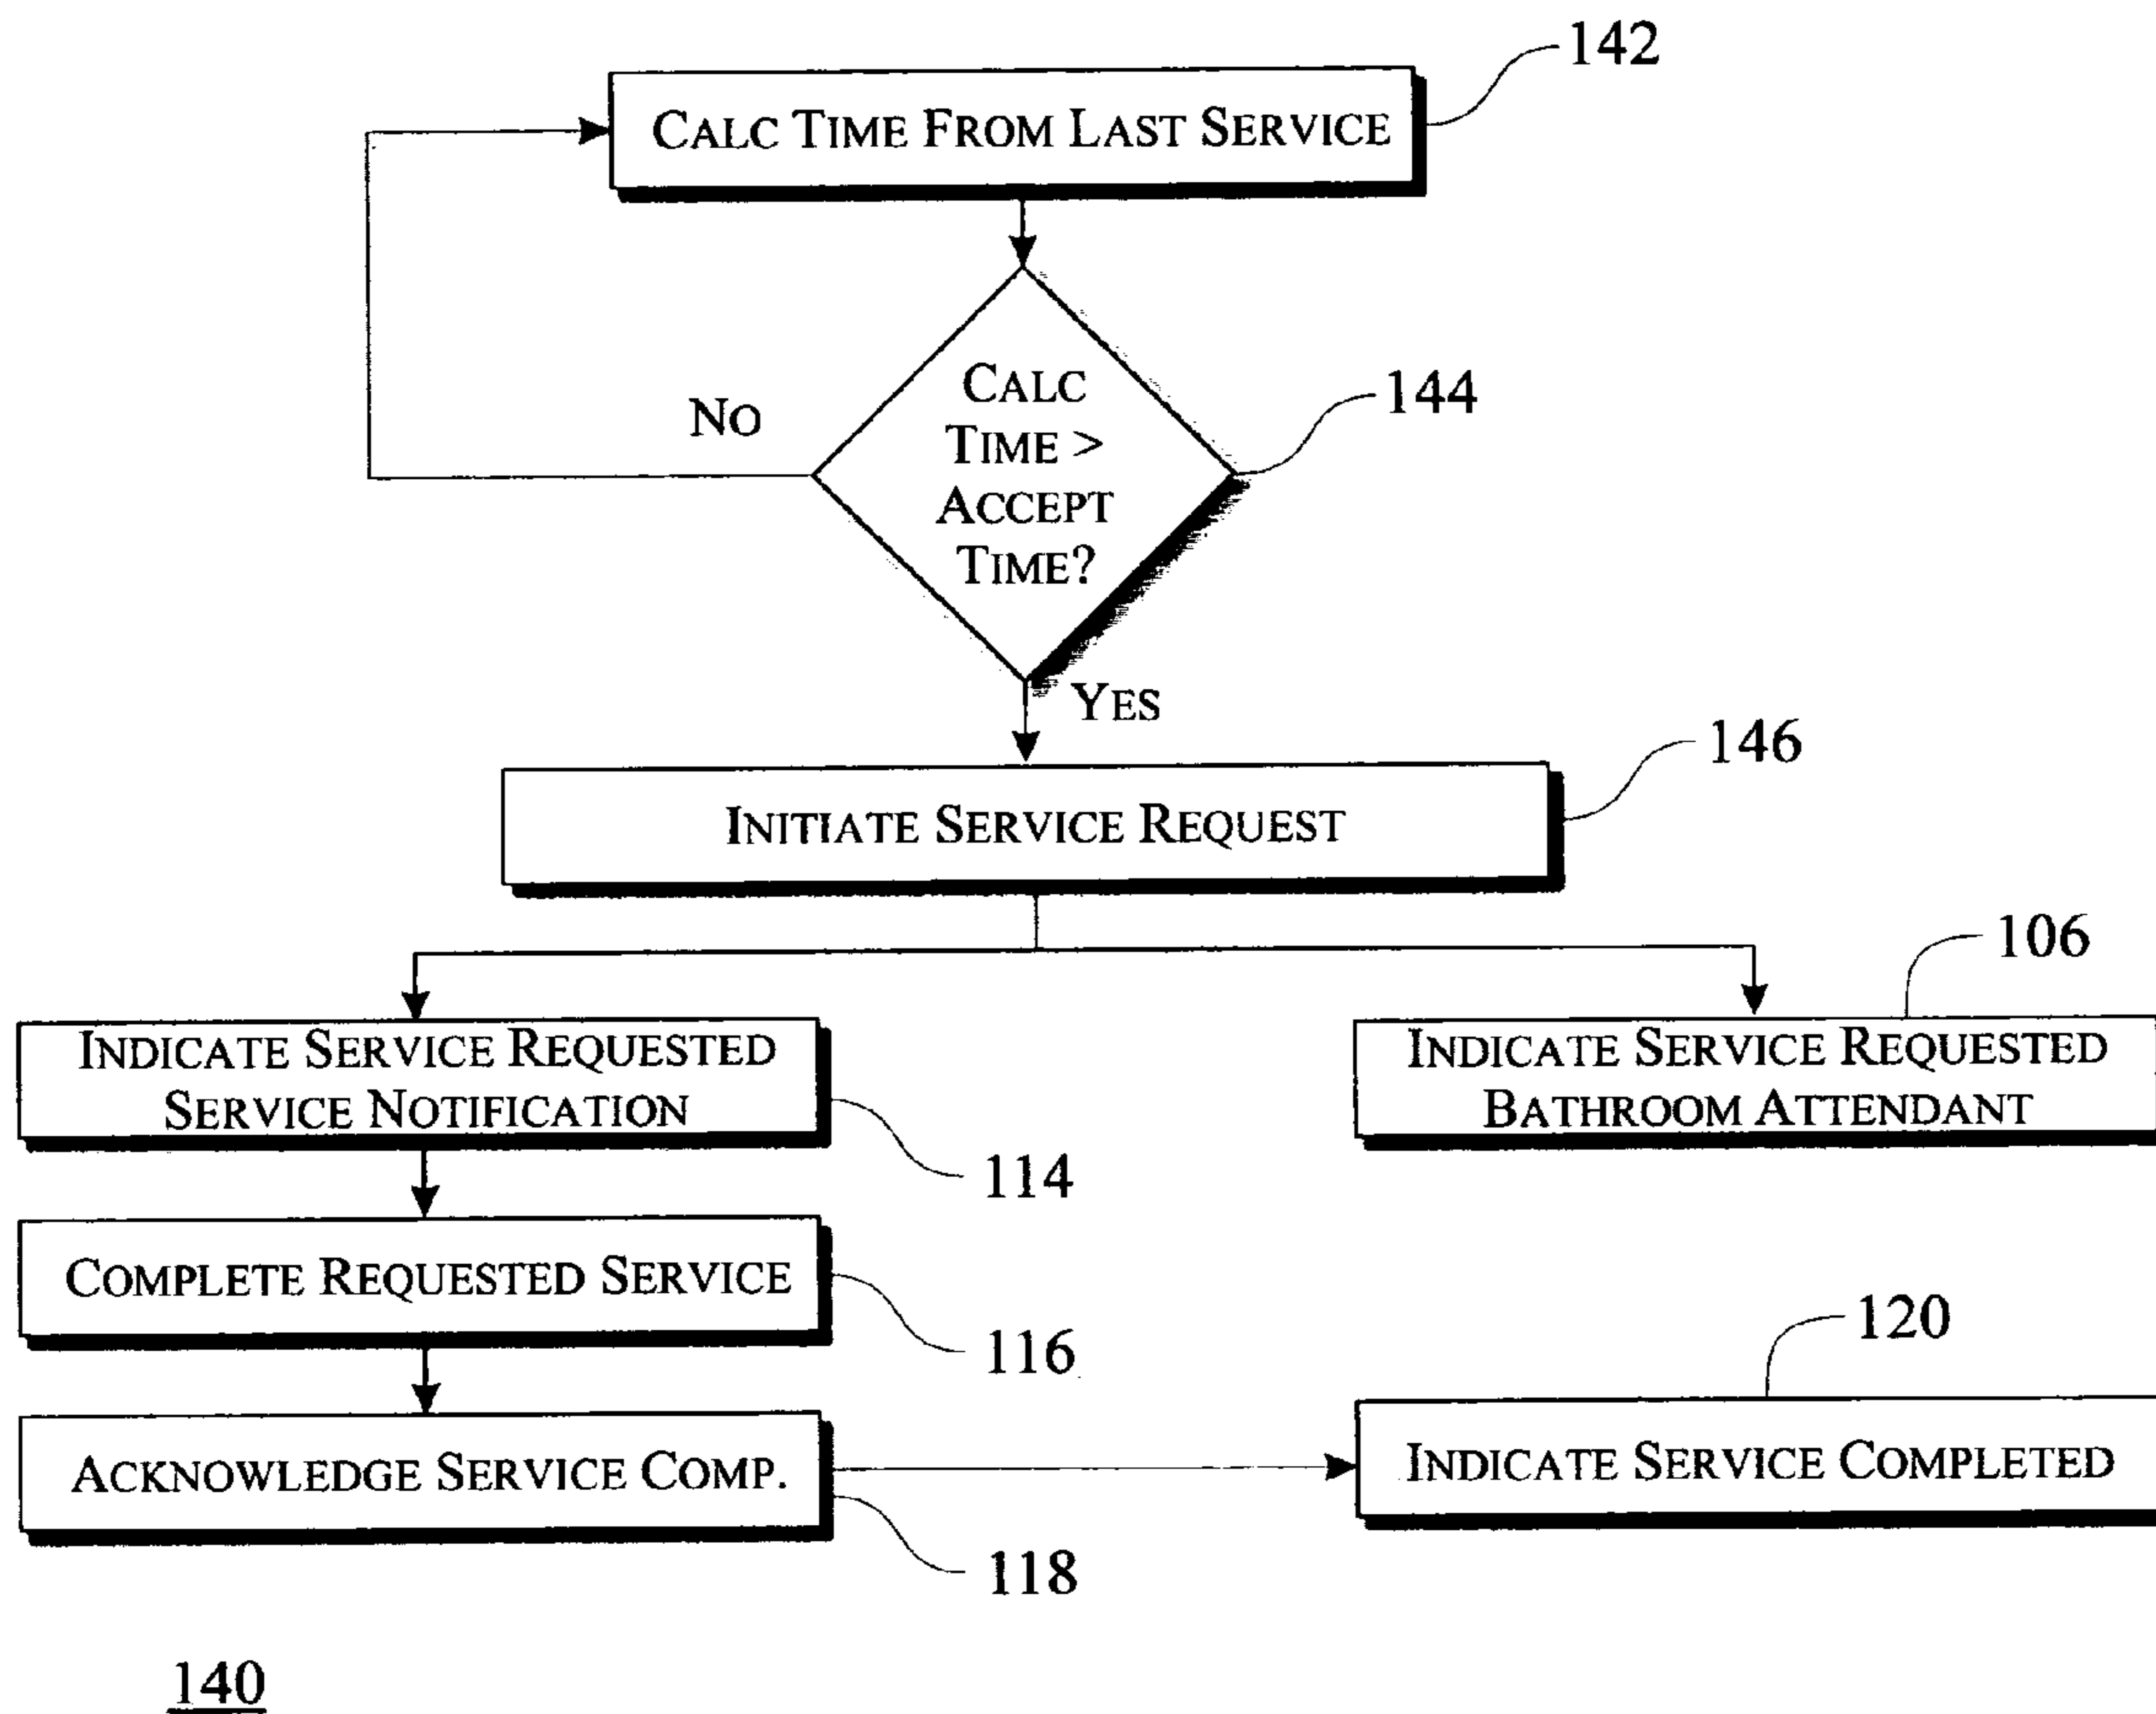 142
CALC TIME FROM LAST SERVICE
CALC
TIME >
ACCEPT
TIME?
144
NO
YES
146
INITIATE SERVICE REQUEST
106
INDICATE SERVICE REQUESTED
SERVICE NOTIFICATION
INDICATE SERVICE REQUESTED
BATHROOM ATTENDANT
114
COMPLETE REQUESTED SERVICE
116
120
ACKNOWLEDGE SERVICE COMP.
INDICATE SERVICE COMPLETED
118
140